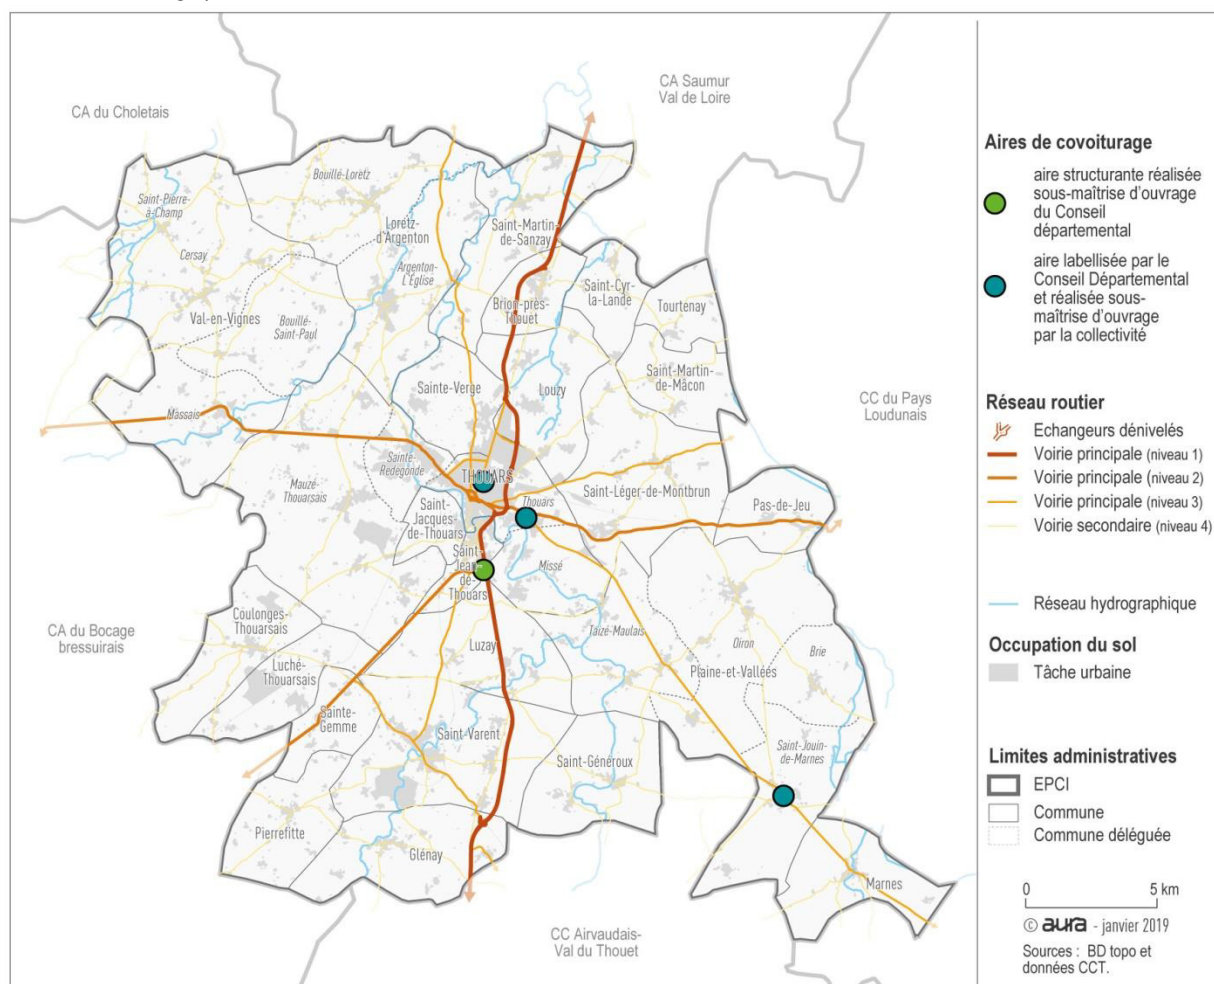 CA Saumur
Val de Loire
CA du Choletais
Bouillé-Loretz
Saint-Pierre-
à-Champ
Loretz-
d'Argenton
Saint-Martin-
de-Sanzay
Cersay
Argenton-
L'Église
Saint-Cyr-
la-Lande
Brion-près-
Thouet
Tourtenay
Val-en-Vignes
Bouillé-
Saint-Paul
Saint-Martin-
de-Mâcon
Sainte-Verge
Louzy
CC du Pays
Loudunais
Massais
Sainte-
Redegonde
THOUARS
Mauzé-
Thouarsais
Saint-Léger-de-Montbrun
Thouars
Pas-de-Jeu
Saint-
Jacques-
de-Thouars
Saint-
Jean-
de-
Thouars
Missé
Coulonges-
Thouarsais
CA du Bocage
bressuirais
Taizé-Maulais
Oiron
Brie
Luzay
Luché-
Thouarsais
Plaine-et-Vallées
Sainte-
Gemme
Saint-Varent
Saint-Jouin-
de-Marnes
Saint-Généroux
Pierrefitte
Glénay
Marnes
CC Airvaudais-
Val du Thouet
Aires de covoiturage
aire structurante réalisée
sous-maîtrise d'ouvrage
du Conseil
départemental
aire labellisée par le
Conseil Départemental
et réalisée sous-
maîtrise d'ouvrage
par la collectivité
Réseau routier
Echangeurs dénivelés
Voirie principale (niveau 1)
Voirie principale (niveau 2)
Voirie principale (niveau 3)
Voirie secondaire (niveau 4)
Réseau hydrographique
Occupation du sol
Tâche urbaine
Limites administratives
EPCI
Commune
Commune déléguée
0 5 km
© aura - janvier 2019
Sources : BD topo et
données CCT.